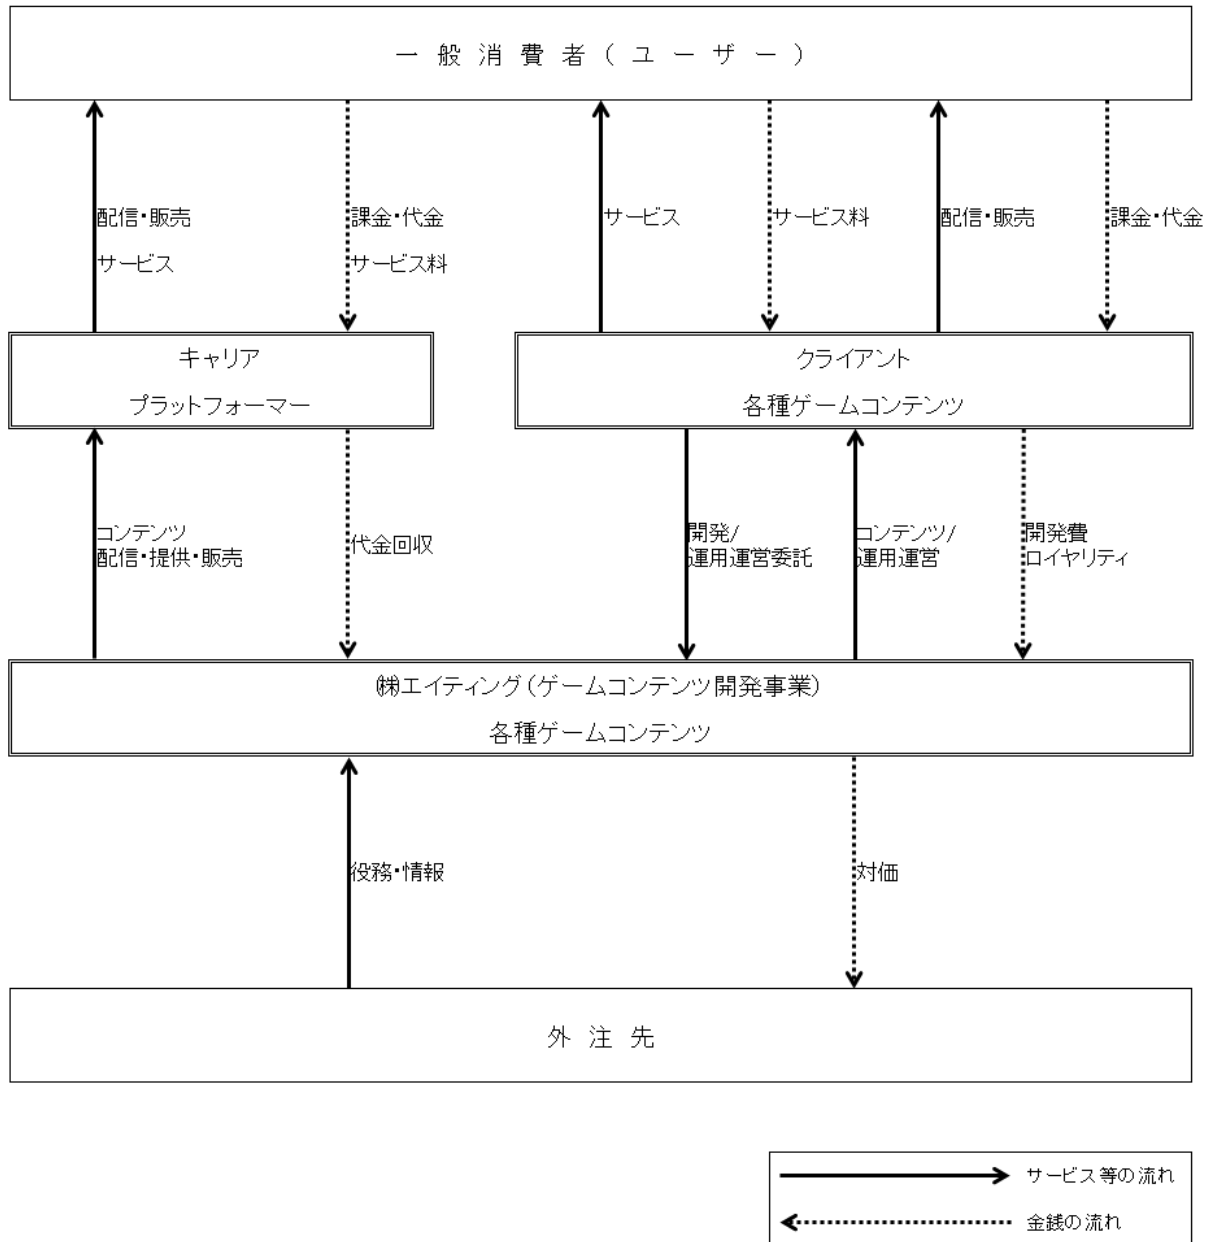 一般消費者(ユーザー)
配信・販売
サービス
課金・代金
サービス料
サービス
サービス料
配信・販売
課金・代金
キャリア
プラットフォーマー
クライアント
各種ゲームコンテンツ
コンテンツ
配信・提供・販売
代金回収
開発/
運用運営委託
コンテンツ/
運用運営
開発費
ロイヤリティ
㈱エイティング(ゲームコンテンツ開発事業)
各種ゲームコンテンツ
役務・情報
対価
外注先
サービス等の流れ
金銭の流れ